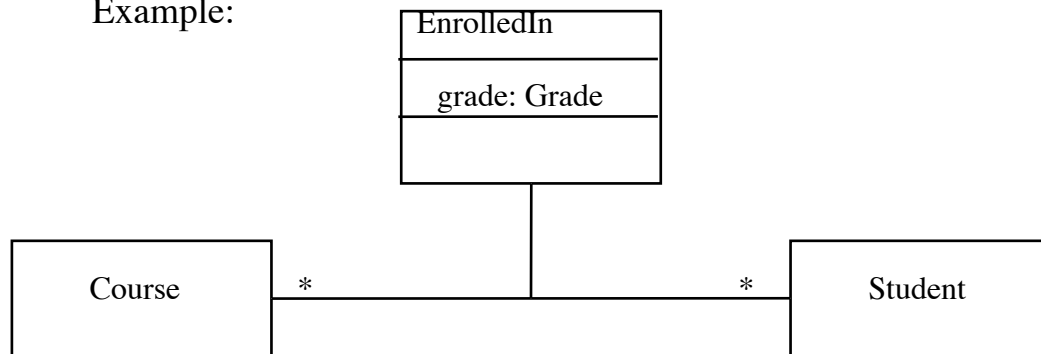 Example:
EnrolledIn
grade: Grade
Course
*
*
Student